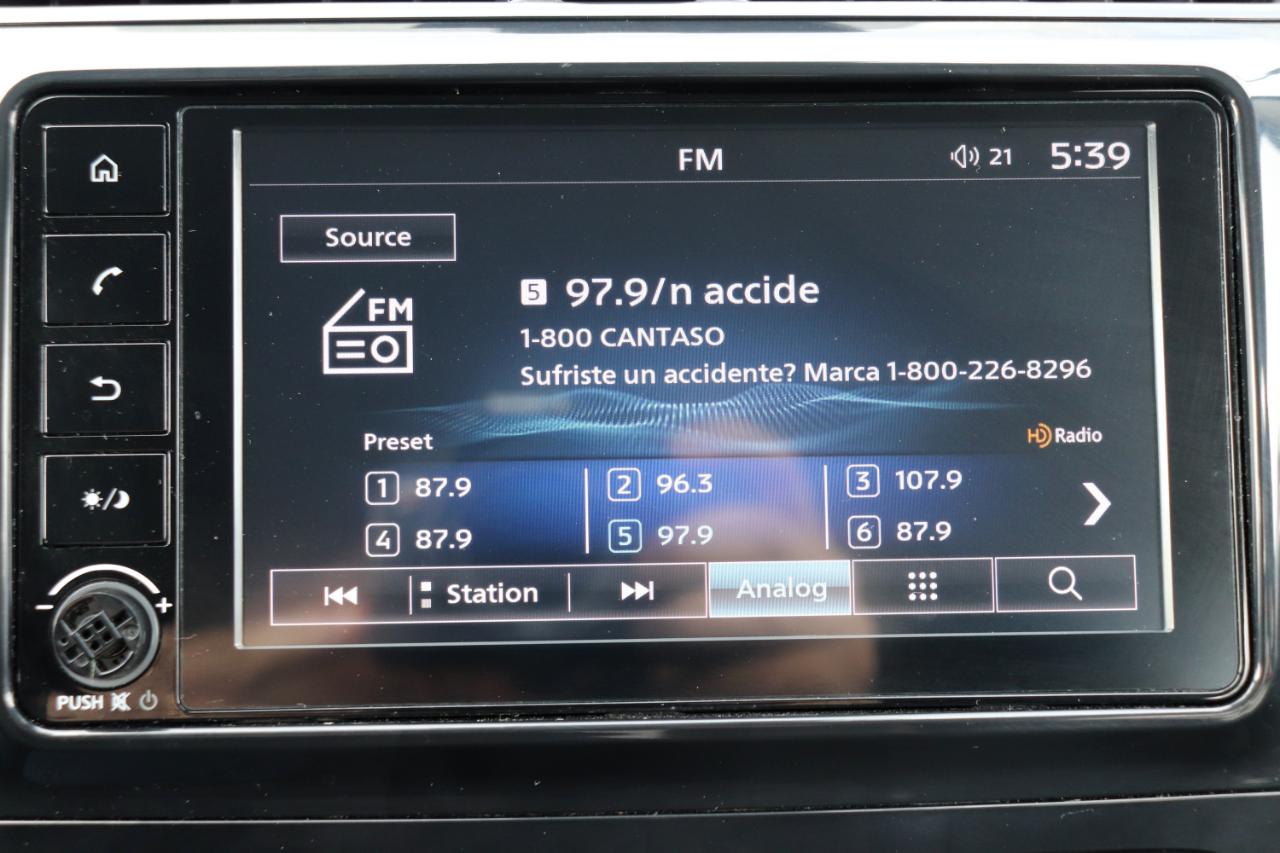 FM 21 5:39
Source
FM
5 97.9/n accide
1-800 CANTASO
Sufriste un accidente? Marca 1-800-226-8296
HD Radio
Preset
1 87.9 2 96.3 3 107.9
4 87.9 5 97.9 6 87.9
Station Analog
- +
PUSH